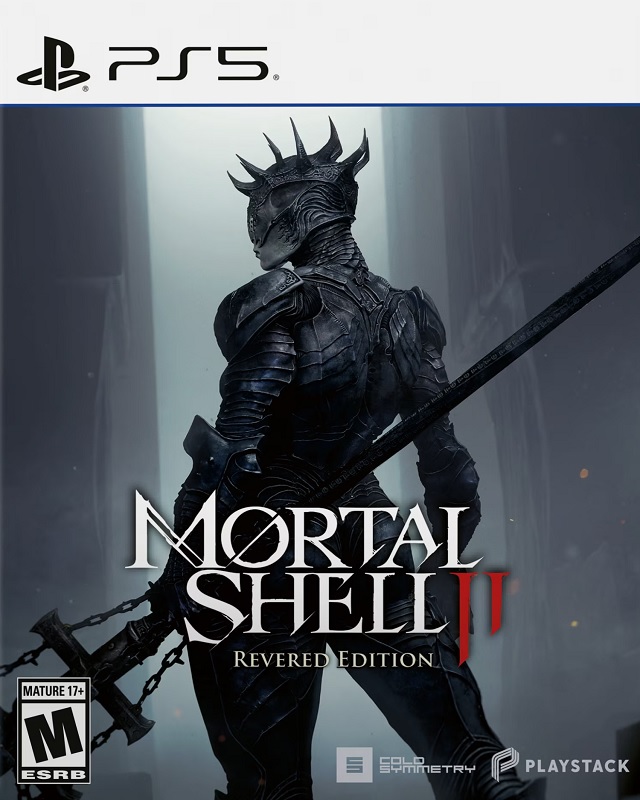 PS5
MORTAL
SHELL II
REVERED EDITION
MATURE 17+
M
ESRB
COLD
SYMMETRY
PLAYSTACK